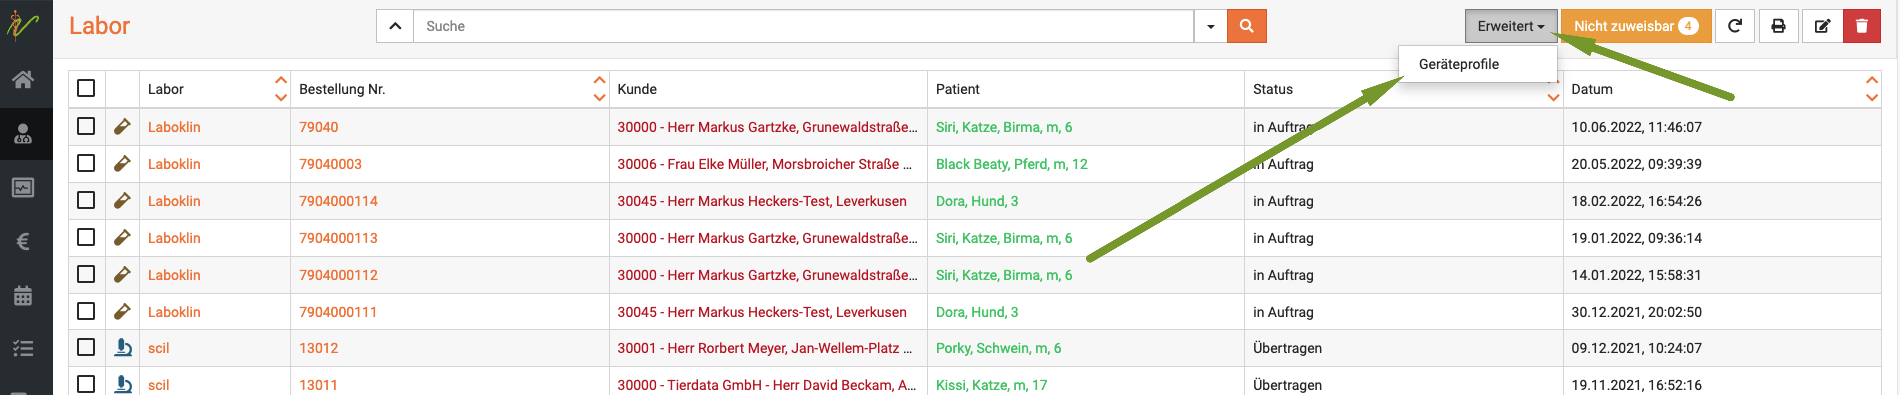 Labor
Suche
Erweitert
Nicht zuweisbar 4
Geräteprofile
Labor Bestellung Nr. Kunde Patient Status Datum
Laboklin 79040 30000 - Herr Markus Gartzke, Grunewaldstraße... Siri, Katze, Birma, m, 6 in Auftrag 10.06.2022, 11:46:07
Laboklin 79040003 30006 - Frau Elke Müller, Morsbroicher Straße ... Black Beaty, Pferd, m, 12 in Auftrag 20.05.2022, 09:39:39
Laboklin 7904000114 30045 - Herr Markus Heckers-Test, Leverkusen Dora, Hund, 3 in Auftrag 18.02.2022, 16:54:26
Laboklin 7904000113 30000 - Herr Markus Gartzke, Grunewaldstraße... Siri, Katze, Birma, m, 6 in Auftrag 19.01.2022, 09:36:14
Laboklin 7904000112 30000 - Herr Markus Gartzke, Grunewaldstraße... Siri, Katze, Birma, m, 6 in Auftrag 14.01.2022, 15:58:31
Laboklin 7904000111 30045 - Herr Markus Heckers-Test, Leverkusen Dora, Hund, 3 in Auftrag 30.12.2021, 20:02:50
scil 13012 30001 - Herr Rorbert Meyer, Jan-Wellem-Platz ... Porky, Schwein, m, 6 Übertragen 09.12.2021, 10:24:07
scil 13011 30000 - Tierdata GmbH - Herr David Beckam, A... Kissi, Katze, m, 17 Übertragen 19.11.2021, 16:52:16